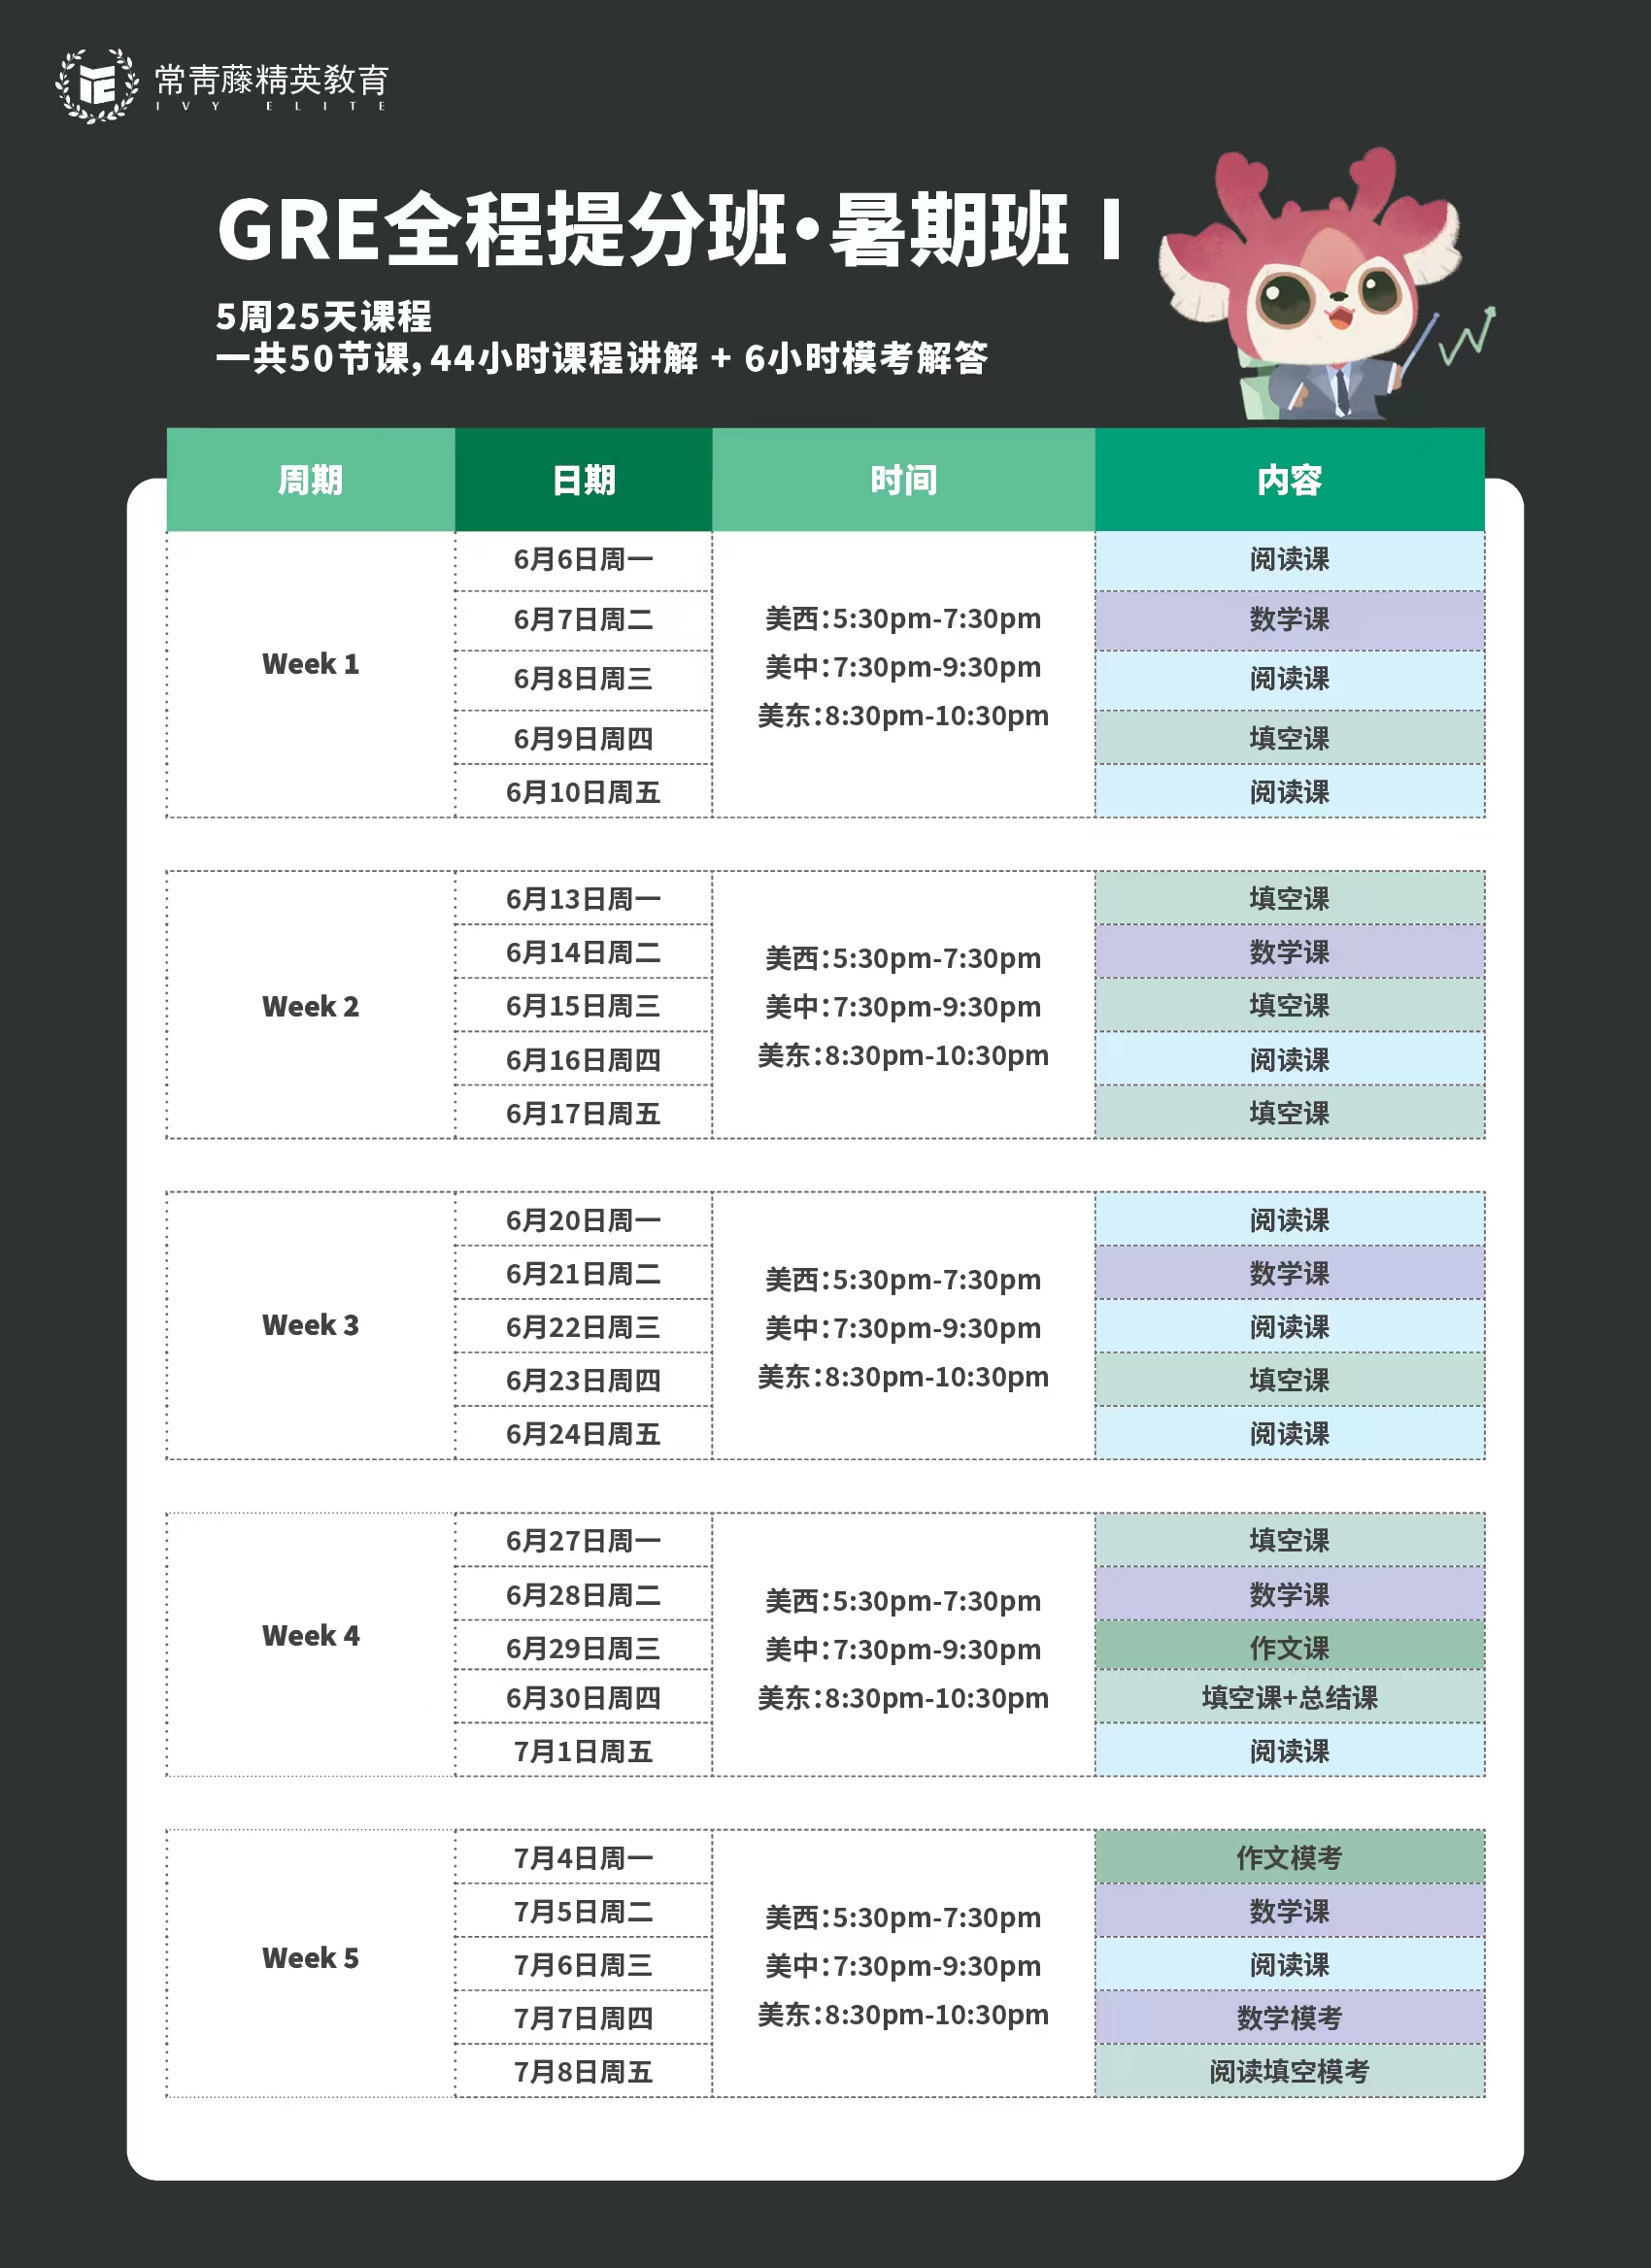 常青藤精英教育
IVY ELITE
GRE全程提分班·暑期班 I
5周25天课程
一共50节课, 44小时课程讲解 + 6小时模考解答
周期 日期 时间 内容
Week 1
6月6日周一 阅读课
6月7日周二 数学课
6月8日周三 阅读课
6月9日周四 填空课
6月10日周五 阅读课
美西：5:30pm-7:30pm
美中：7:30pm-9:30pm
美东：8:30pm-10:30pm
Week 2
6月13日周一 填空课
6月14日周二 数学课
6月15日周三 填空课
6月16日周四 阅读课
6月17日周五 填空课
美西：5:30pm-7:30pm
美中：7:30pm-9:30pm
美东：8:30pm-10:30pm
Week 3
6月20日周一 阅读课
6月21日周二 数学课
6月22日周三 阅读课
6月23日周四 填空课
6月24日周五 阅读课
美西：5:30pm-7:30pm
美中：7:30pm-9:30pm
美东：8:30pm-10:30pm
Week 4
6月27日周一 填空课
6月28日周二 数学课
6月29日周三 作文课
6月30日周四 填空课+总结课
7月1日周五 阅读课
美西：5:30pm-7:30pm
美中：7:30pm-9:30pm
美东：8:30pm-10:30pm
Week 5
7月4日周一 作文模考
7月5日周二 数学课
7月6日周三 阅读课
7月7日周四 数学模考
7月8日周五 阅读填空模考
美西：5:30pm-7:30pm
美中：7:30pm-9:30pm
美东：8:30pm-10:30pm